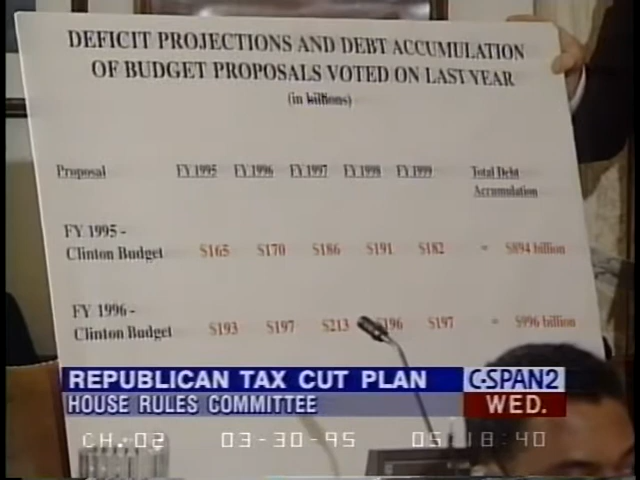 DEFICIT PROJECTIONS AND DEBT ACCUMULATION
OF BUDGET PROPOSALS VOTED ON LAST YEAR
(in billions)
Proposal FY 1995 FY 1996 FY 1997 FY 1998 FY 1999 Total Debt
Accumulation
FY 1995 -
Clinton Budget $165 $170 $186 $191 $182 = $894 billion
FY 1996 -
Clinton Budget $193 $197 $213 $196 $197 = $996 billion
REPUBLICAN TAX CUT PLAN C-SPAN2
HOUSE RULES COMMITTEE WED.
CH.02 03-30-95 05:18:40